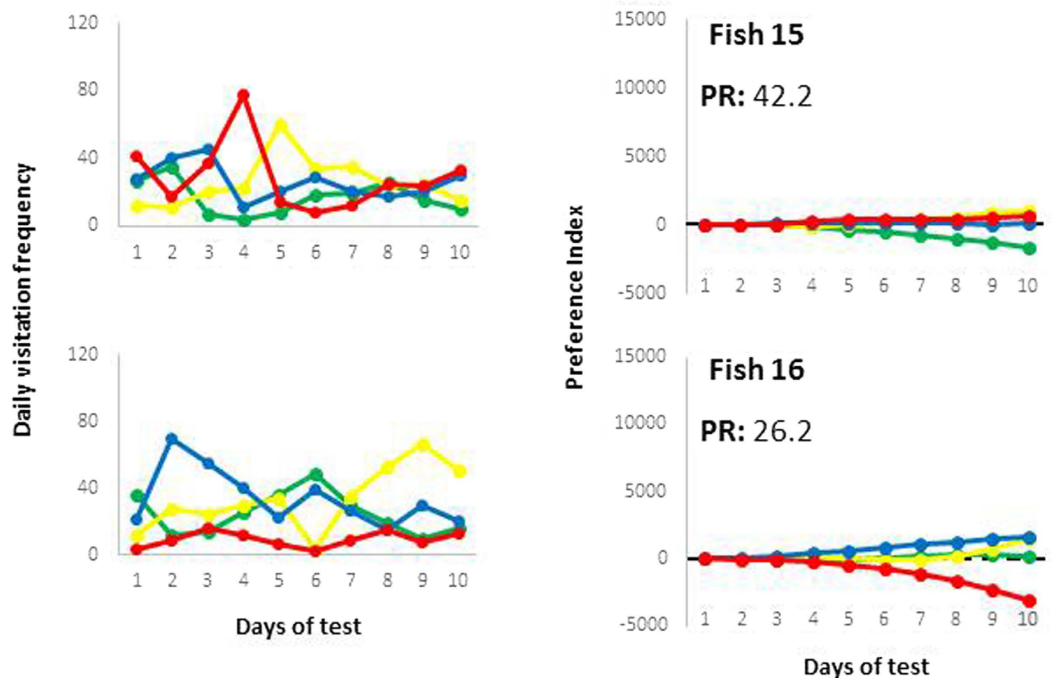 Daily visitation frequency
120
80
40
0
1 2 3 4 5 6 7 8 9 10
120
80
40
0
1 2 3 4 5 6 7 8 9 10
Days of test
Preference Index
15000
10000
5000
0
-5000
Fish 15
PR: 42.2
1 2 3 4 5 6 7 8 9 10
15000
10000
5000
0
-5000
Fish 16
PR: 26.2
1 2 3 4 5 6 7 8 9 10
Days of test